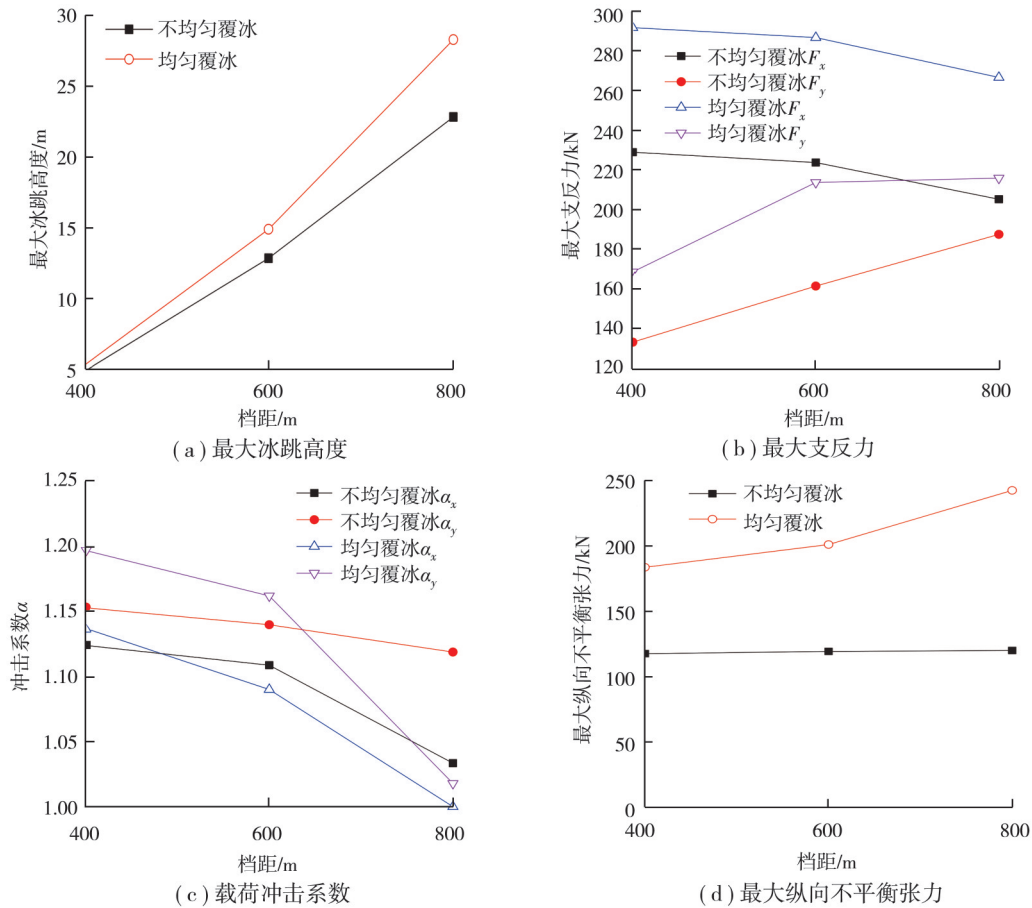 30
25
20
15
10
5
最大冰跳高度/m
不均匀覆冰
均匀覆冰
400
600
800
档距/m
(a)最大冰跳高度
300
280
260
240
220
200
180
160
140
120
最大支反力/kN
不均匀覆冰Fx
不均匀覆冰Fy
均匀覆冰Fx
均匀覆冰Fy
400
600
800
档距/m
(b)最大支反力
1.25
1.20
1.15
1.10
1.05
1.00
冲击系数α
不均匀覆冰αx
不均匀覆冰αy
均匀覆冰αx
均匀覆冰αy
400
600
800
档距/m
(c)载荷冲击系数
250
200
150
100
50
0
最大纵向不平衡张力/kN
不均匀覆冰
均匀覆冰
400
600
800
档距/m
(d)最大纵向不平衡张力